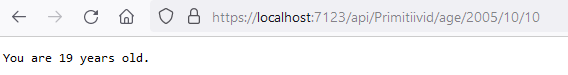 https://localhost:7123/api/Primitiivid/age/2005/10/10
You are 19 years old.